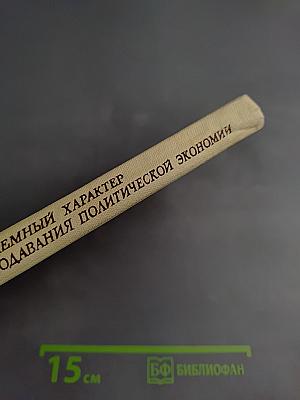 ЕМНЫЙ ХАРАКТЕР
ОДАВАНИЯ ПОЛИТИЧЕСКОЙ ЭКОНОМИИ
15 см
БФ БИБЛИОФАН